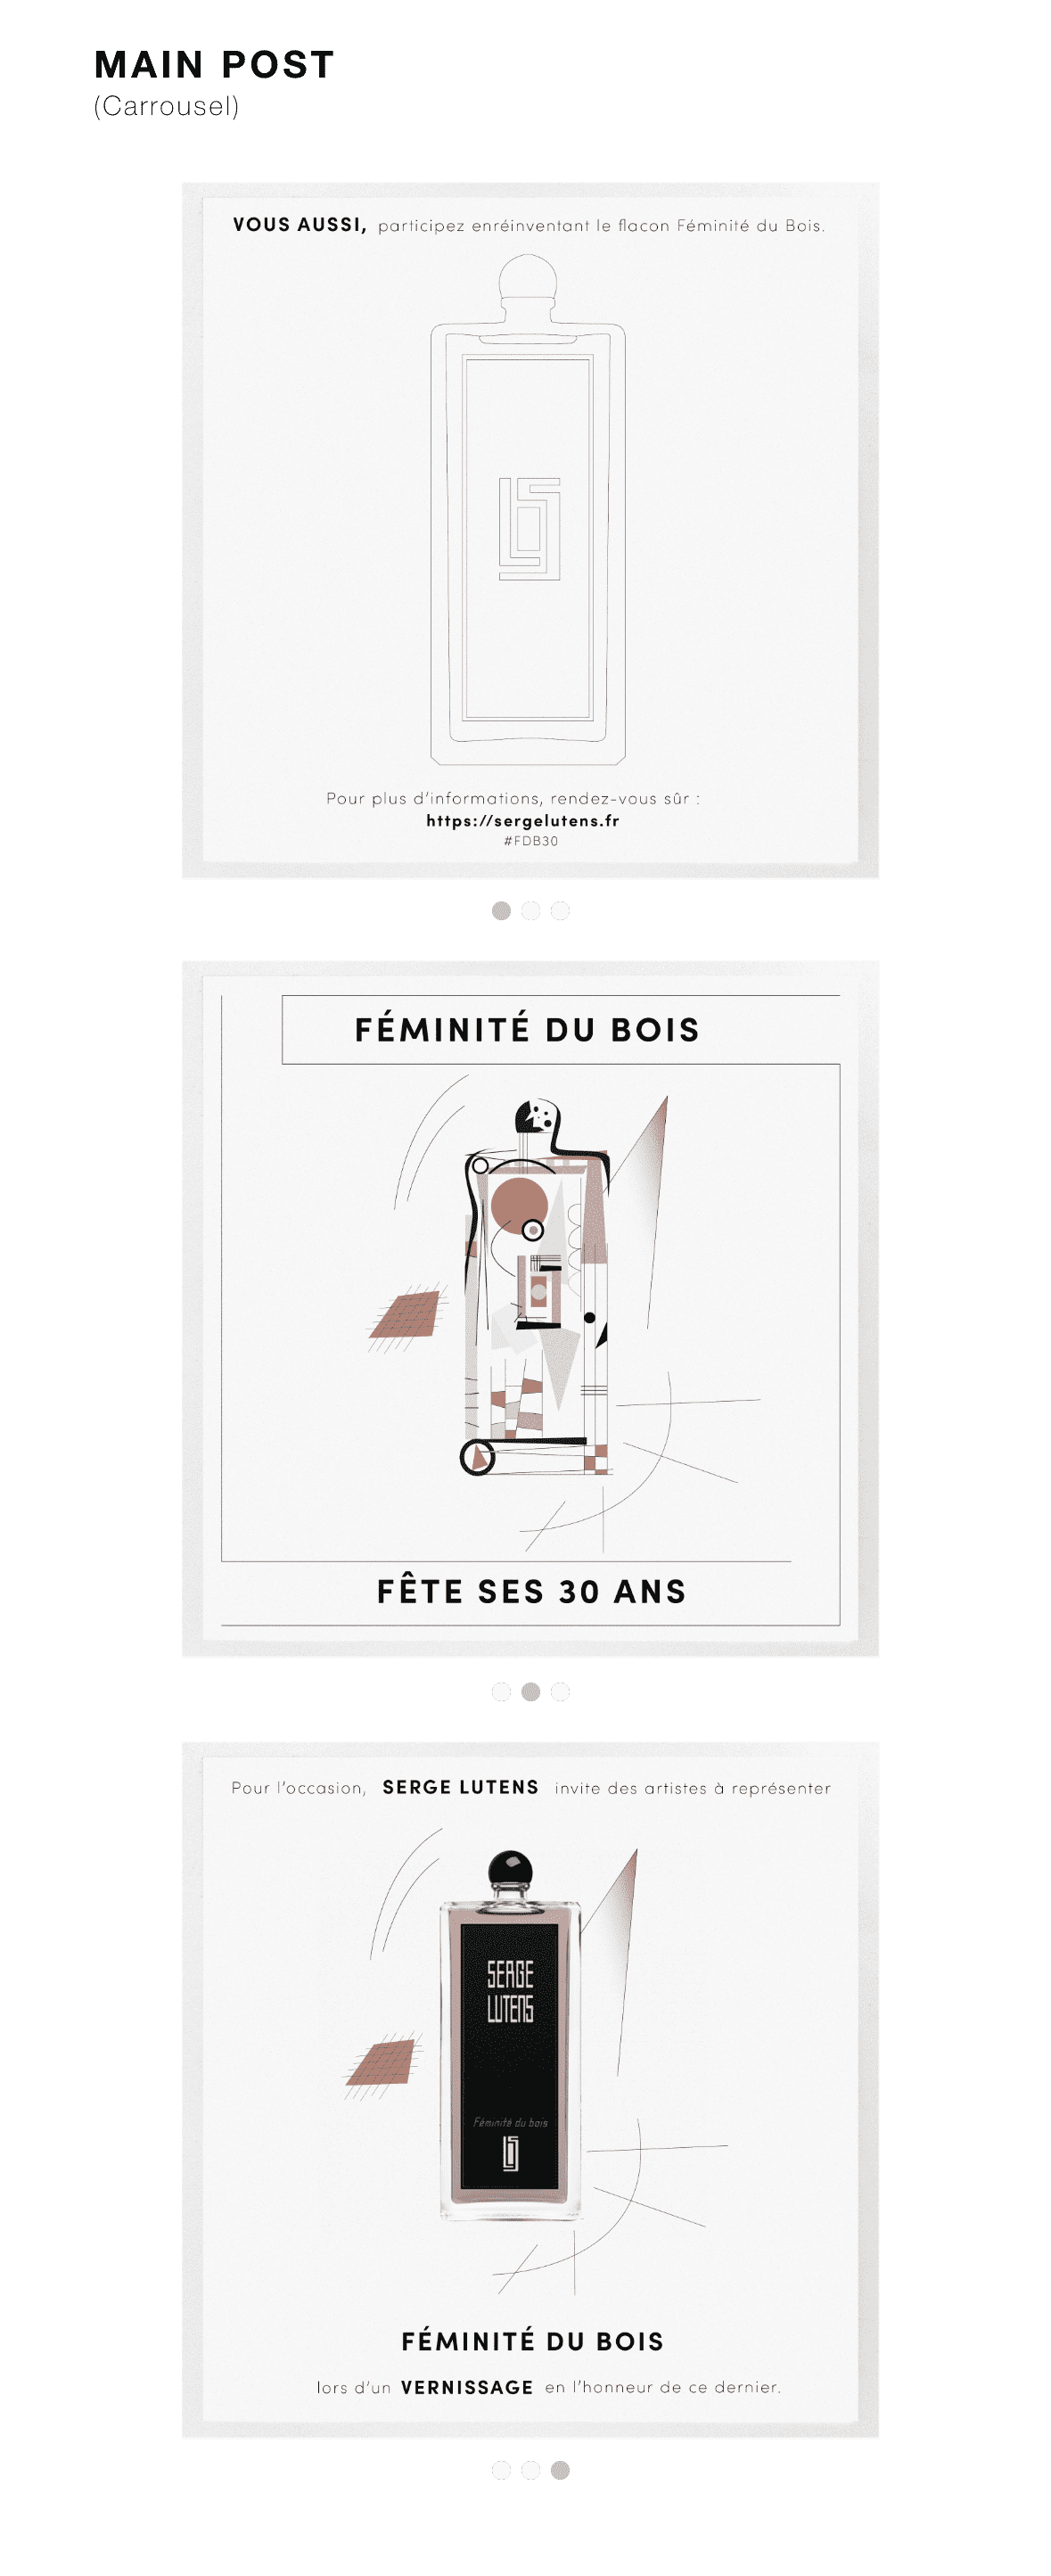 MAIN POST
(Carrousel)
VOUS AUSSI, participez enréinventant le flacon Féminité du Bois.
Pour plus d'informations, rendez-vous sûr :
https://sergelutens.fr
#FDB30
FÉMINITÉ DU BOIS
FÊTE SES 30 ANS
Pour l'occasion, SERGE LUTENS invite des artistes à représenter
SERGE
LUTENS
Féminité du bois
FÉMINITÉ DU BOIS
lors d'un VERNISSAGE en l'honneur de ce dernier.